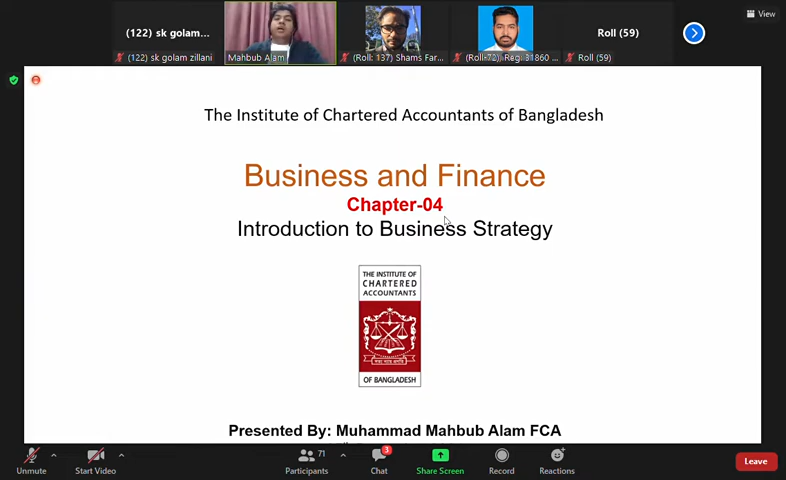 View
(122) sk golam...
Roll (59)
(122) sk golam zillani
Mahbub Alam
(Roll: 137) Shams Far...
(Roll-72), Reg: 31860 ...
Roll (59)
The Institute of Chartered Accountants of Bangladesh
Business and Finance
Chapter-04
Introduction to Business Strategy
THE INSTITUTE OF
CHARTERED
ACCOUNTANTS
OF BANGLADESH
Presented By: Muhammad Mahbub Alam FCA
71
3
Unmute
Start Video
Participants
Chat
Share Screen
Record
Reactions
Leave